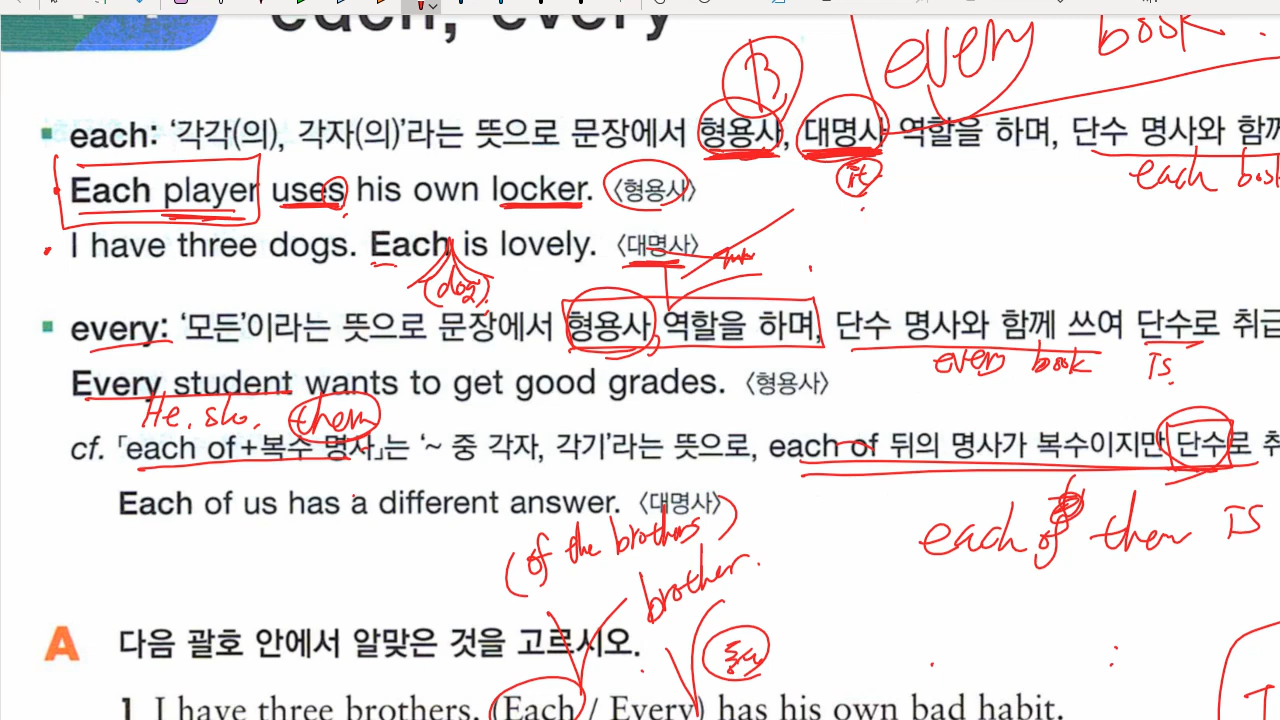 each, every
every book.
B
each: '각각(의), 각자(의)'라는 뜻으로 문장에서 형용사, 대명사 역할을 하며, 단수 명사와 함께
it
each book
Each player uses his own locker. 〈형용사〉
I have three dogs. Each is lovely. 〈대명사〉
(dog)
every: '모든'이라는 뜻으로 문장에서 형용사 역할을 하며, 단수 명사와 함께 쓰여 단수로 취급
every book is
Every student wants to get good grades. 〈형용사〉
He. them
cf. 「each of+복수 명사」는 '~ 중 각자, 각기'라는 뜻으로, each of 뒤의 명사가 복수이지만 단수로 취
Each of us has a different answer. 〈대명사〉
each of them is
(of the brothers)
brother.
A 다음 괄호 안에서 알맞은 것을 고르시오.
1 I have three brothers. (Each / Every) has his own bad habit.